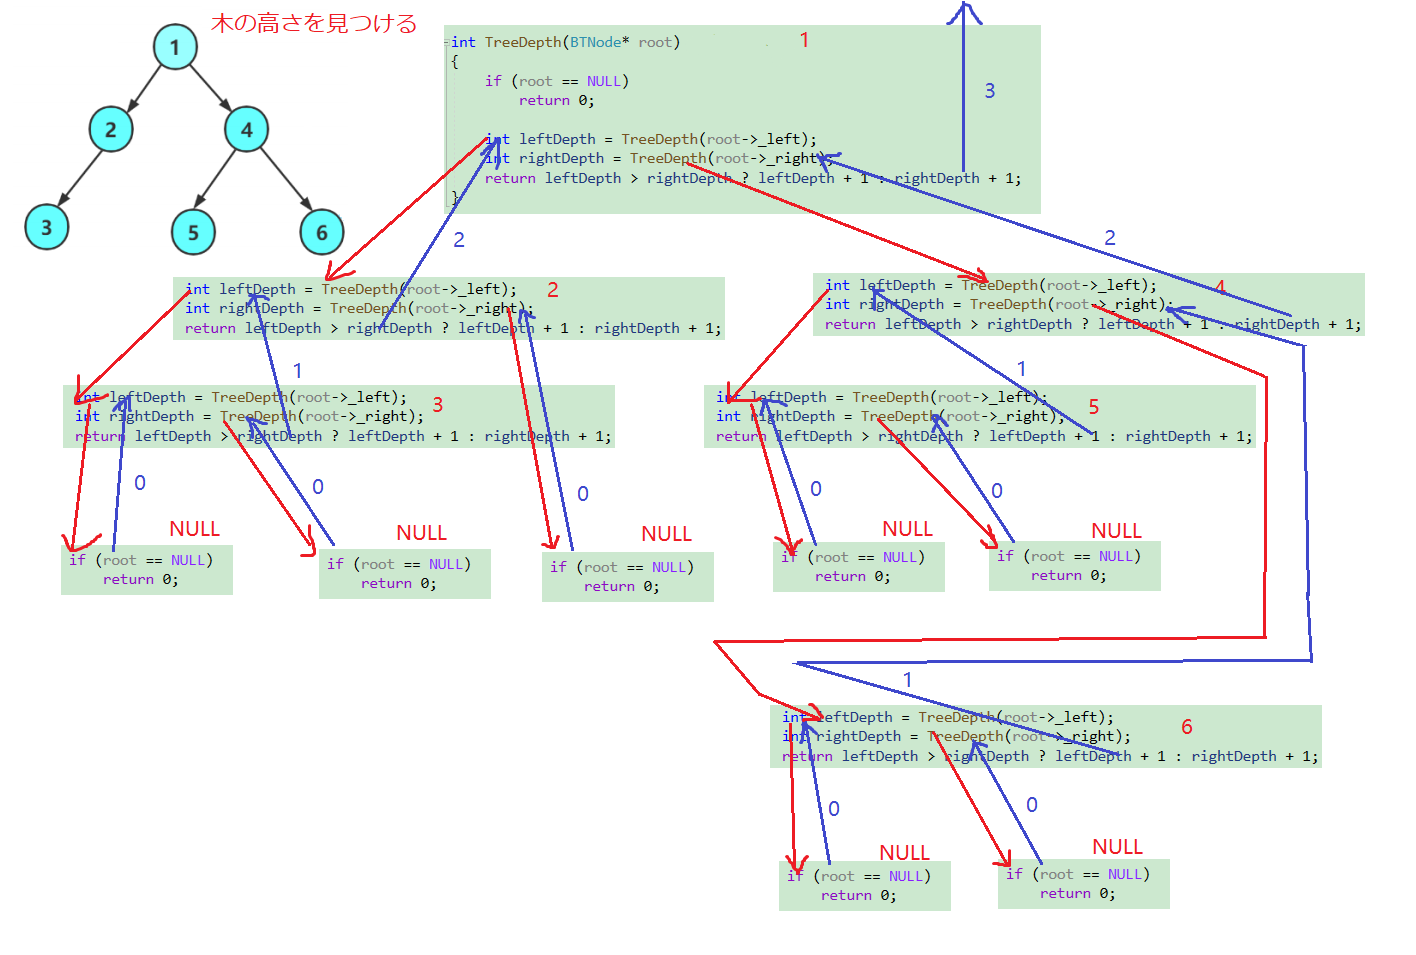 木の高さを見つける
1
2
4
3
5
6
int TreeDepth(BTNode* root)
1
{
if (root == NULL)
return 0;
3
int leftDepth = TreeDepth(root->_left);
int rightDepth = TreeDepth(root->_right);
return leftDepth > rightDepth ? leftDepth + 1 : rightDepth + 1;
}
2
2
int leftDepth = TreeDepth(root->_left);
2
int rightDepth = TreeDepth(root->_right);
return leftDepth > rightDepth ? leftDepth + 1 : rightDepth + 1;
int leftDepth = TreeDepth(root->_left);
4
int rightDepth = TreeDepth(root->_right);
return leftDepth > rightDepth ? leftDepth + 1 : rightDepth + 1;
1
1
int leftDepth = TreeDepth(root->_left);
3
int rightDepth = TreeDepth(root->_right);
return leftDepth > rightDepth ? leftDepth + 1 : rightDepth + 1;
int leftDepth = TreeDepth(root->_left);
5
int rightDepth = TreeDepth(root->_right);
return leftDepth > rightDepth ? leftDepth + 1 : rightDepth + 1;
0
0
0
0
0
NULL
if (root == NULL)
return 0;
NULL
if (root == NULL)
return 0;
NULL
if (root == NULL)
return 0;
NULL
if (root == NULL)
return 0;
NULL
if (root == NULL)
return 0;
1
int leftDepth = TreeDepth(root->_left);
6
int rightDepth = TreeDepth(root->_right);
return leftDepth > rightDepth ? leftDepth + 1 : rightDepth + 1;
0
0
NULL
if (root == NULL)
return 0;
NULL
if (root == NULL)
return 0;